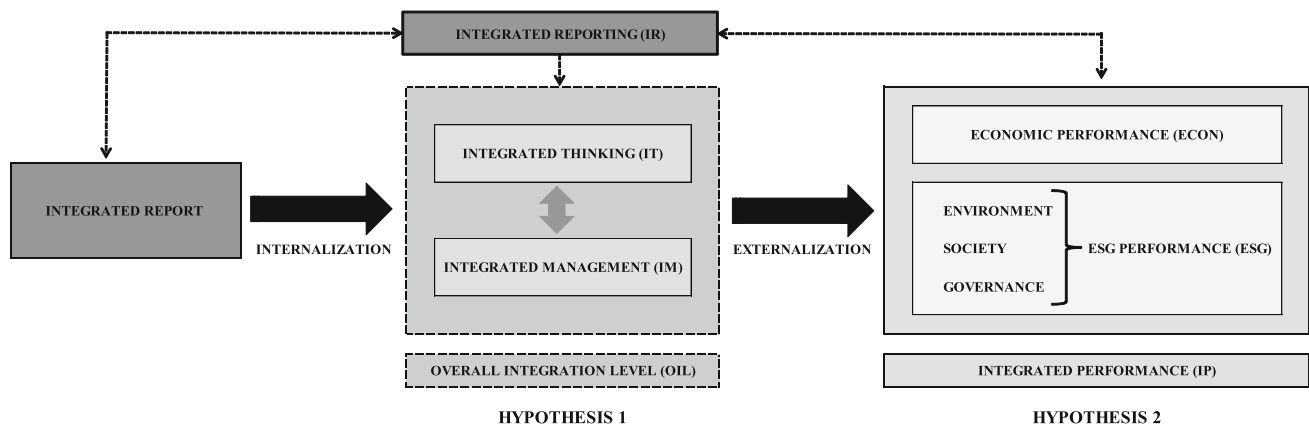 INTEGRATED REPORTING (IR)
INTEGRATED REPORT
INTERNALIZATION
INTEGRATED THINKING (IT)
INTEGRATED MANAGEMENT (IM)
OVERALL INTEGRATION LEVEL (OIL)
HYPOTHESIS 1
EXTERNALIZATION
ECONOMIC PERFORMANCE (ECON)
ENVIRONMENT
SOCIETY
GOVERNANCE
ESG PERFORMANCE (ESG)
INTEGRATED PERFORMANCE (IP)
HYPOTHESIS 2